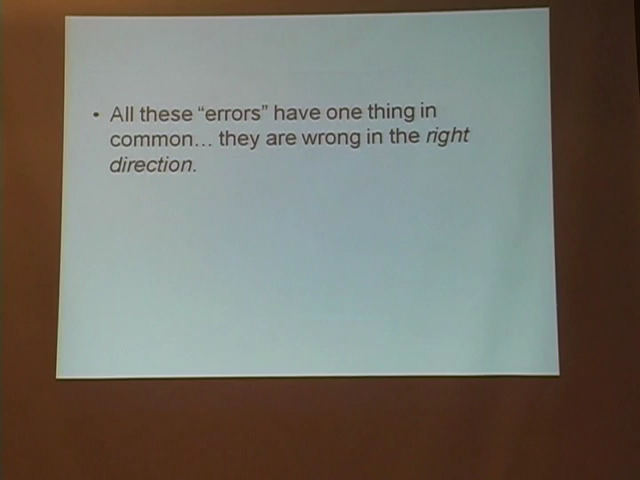 • All these “errors” have one thing in
common… they are wrong in the right
direction.